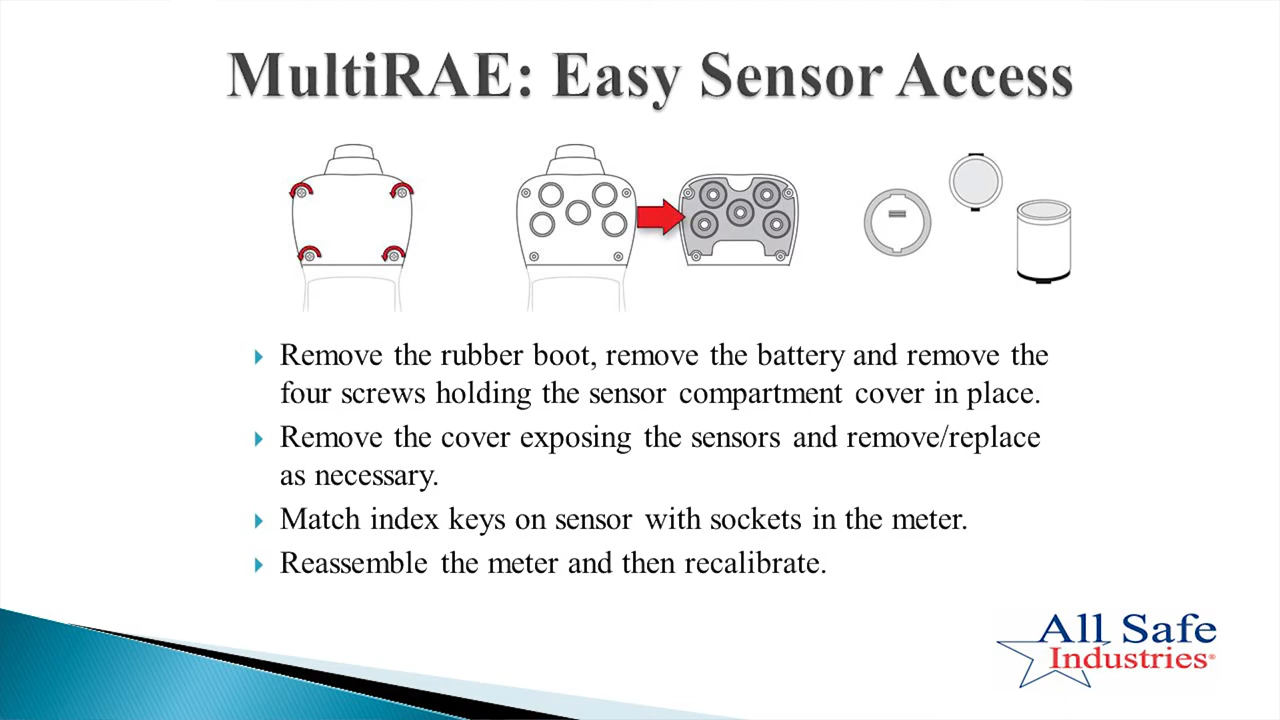 MultiRAE: Easy Sensor Access
Remove the rubber boot, remove the battery and remove the
four screws holding the sensor compartment cover in place.
Remove the cover exposing the sensors and remove/replace
as necessary.
Match index keys on sensor with sockets in the meter.
Reassemble the meter and then recalibrate.
All Safe
Industries®